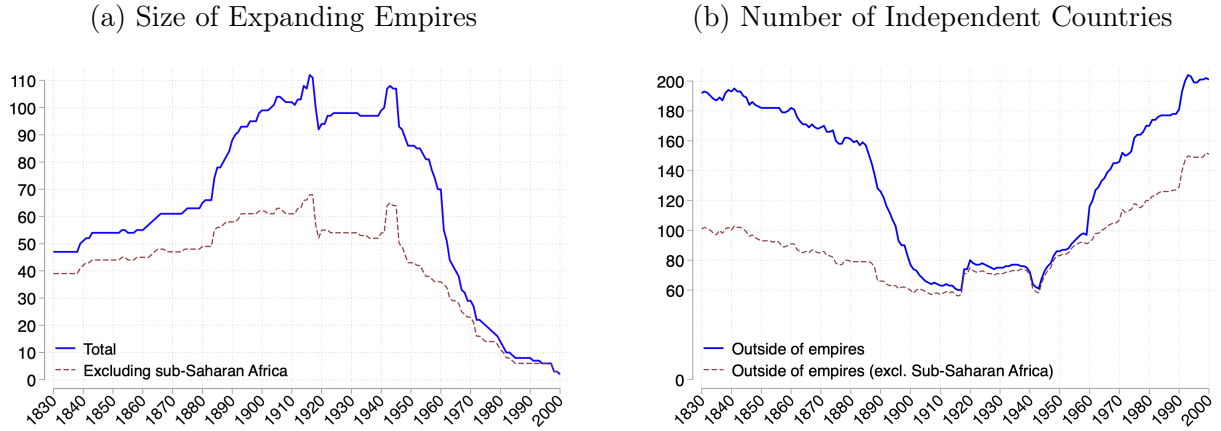 (a) Size of Expanding Empires
110
100
90
80
70
60
50
40
30
20
10
0
Total
Excluding sub-Saharan Africa
1830 1840 1850 1860 1870 1880 1890 1900 1910 1920 1930 1940 1950 1960 1970 1980 1990 2000
(b) Number of Independent Countries
200
180
160
140
120
100
80
60
0
Outside of empires
Outside of empires (excl. Sub-Saharan Africa)
1830 1840 1850 1860 1870 1880 1890 1900 1910 1920 1930 1940 1950 1960 1970 1980 1990 2000